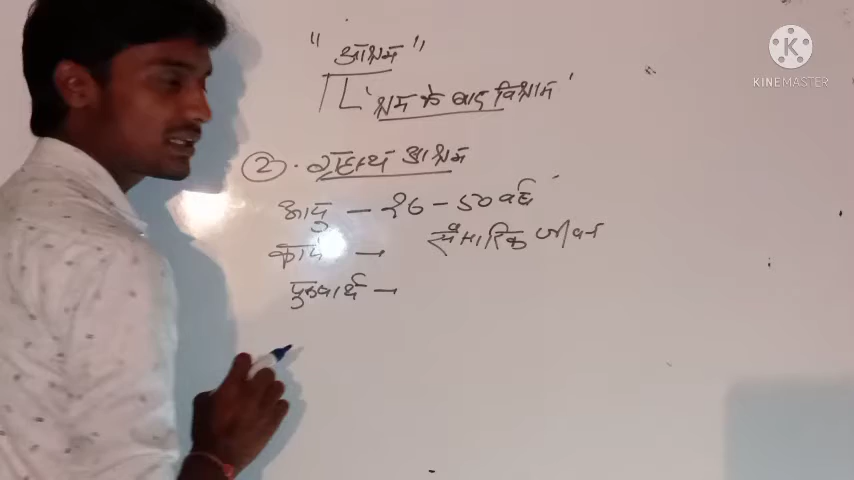 " आश्रम "
' श्रम के बाद विश्राम '
② . गृहस्थ आश्रम
आयु — २६ – ५० वर्ष
कार्य → सांसारिक जीवन
पुरुषार्थ –
K
KINEMASTER